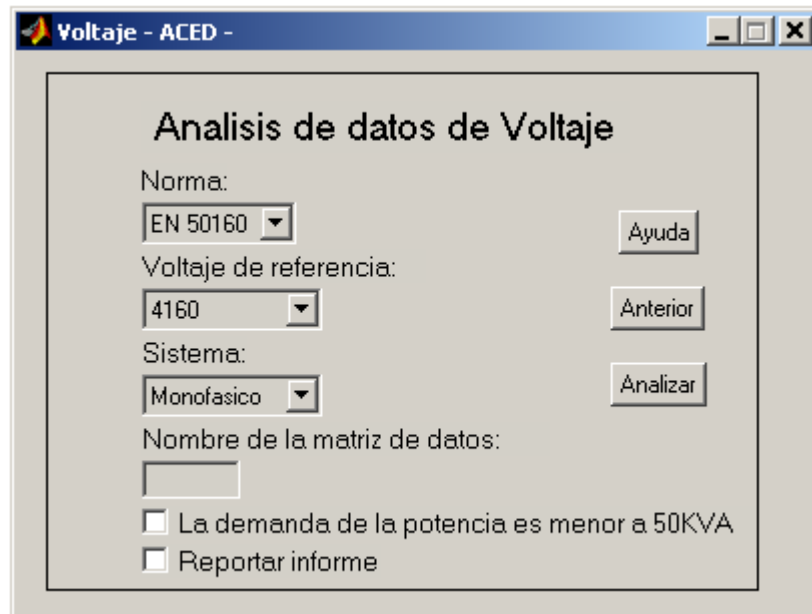 Voltaje - ACED -
Analisis de datos de Voltaje
Norma:
EN 50160
Ayuda
Voltaje de referencia:
4160
Anterior
Sistema:
Monofasico
Analizar
Nombre de la matriz de datos:
La demanda de la potencia es menor a 50KVA
Reportar informe